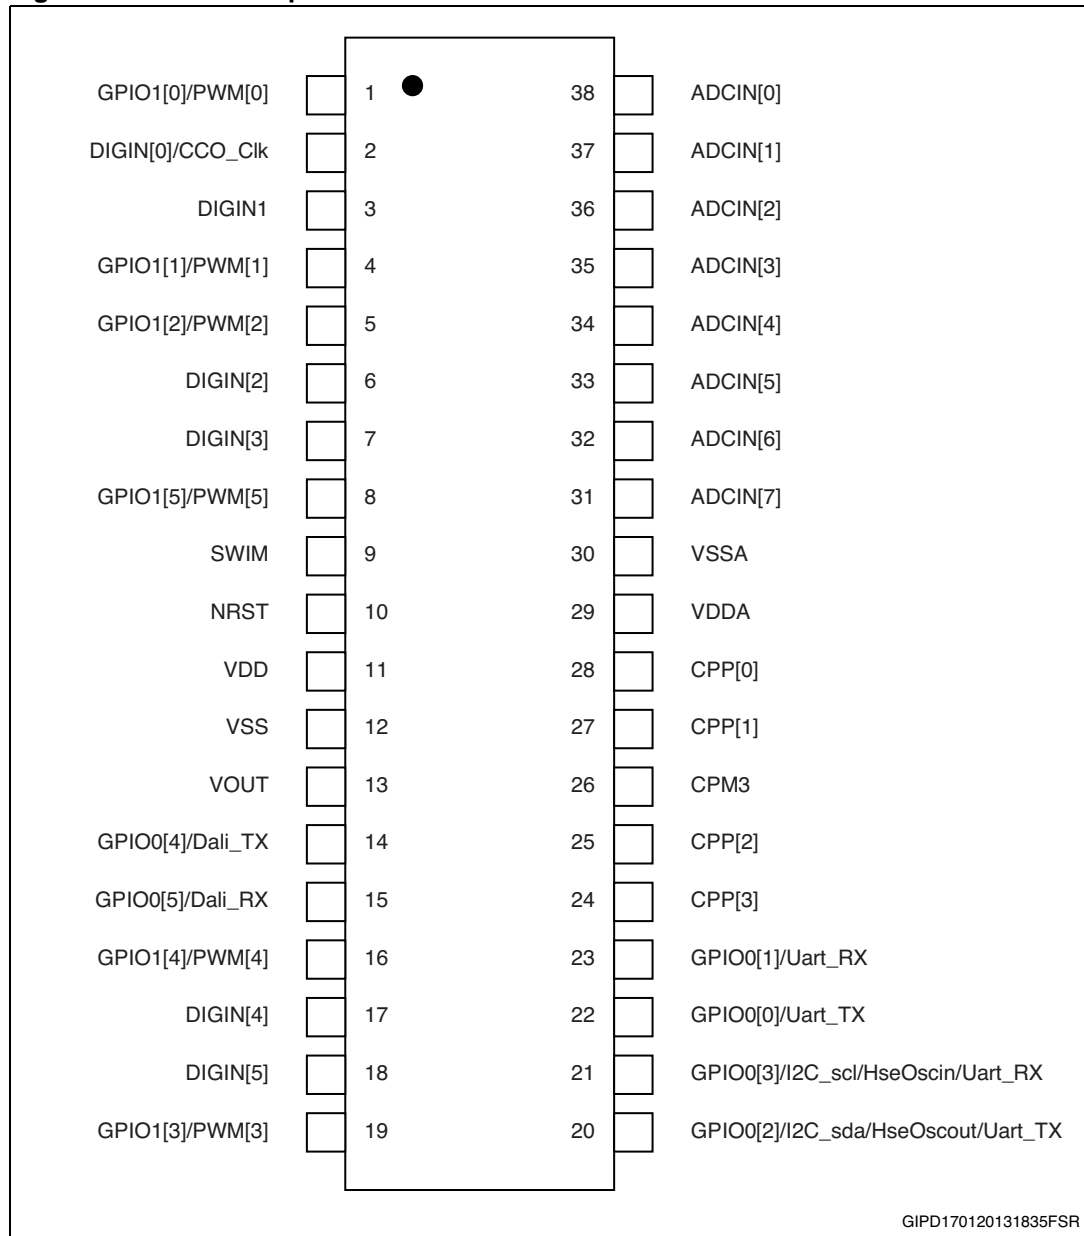 GPIO1[0]/PWM[0] 1 38 ADCIN[0]
DIGIN[0]/CCO_Clk 2 37 ADCIN[1]
DIGIN1 3 36 ADCIN[2]
GPIO1[1]/PWM[1] 4 35 ADCIN[3]
GPIO1[2]/PWM[2] 5 34 ADCIN[4]
DIGIN[2] 6 33 ADCIN[5]
DIGIN[3] 7 32 ADCIN[6]
GPIO1[5]/PWM[5] 8 31 ADCIN[7]
SWIM 9 30 VSSA
NRST 10 29 VDDA
VDD 11 28 CPP[0]
VSS 12 27 CPP[1]
VOUT 13 26 CPM3
GPIO0[4]/Dali_TX 14 25 CPP[2]
GPIO0[5]/Dali_RX 15 24 CPP[3]
GPIO1[4]/PWM[4] 16 23 GPIO0[1]/Uart_RX
DIGIN[4] 17 22 GPIO0[0]/Uart_TX
DIGIN[5] 18 21 GPIO0[3]/I2C_scl/HseOscin/Uart_RX
GPIO1[3]/PWM[3] 19 20 GPIO0[2]/I2C_sda/HseOscout/Uart_TX
GIPD170120131835FSR